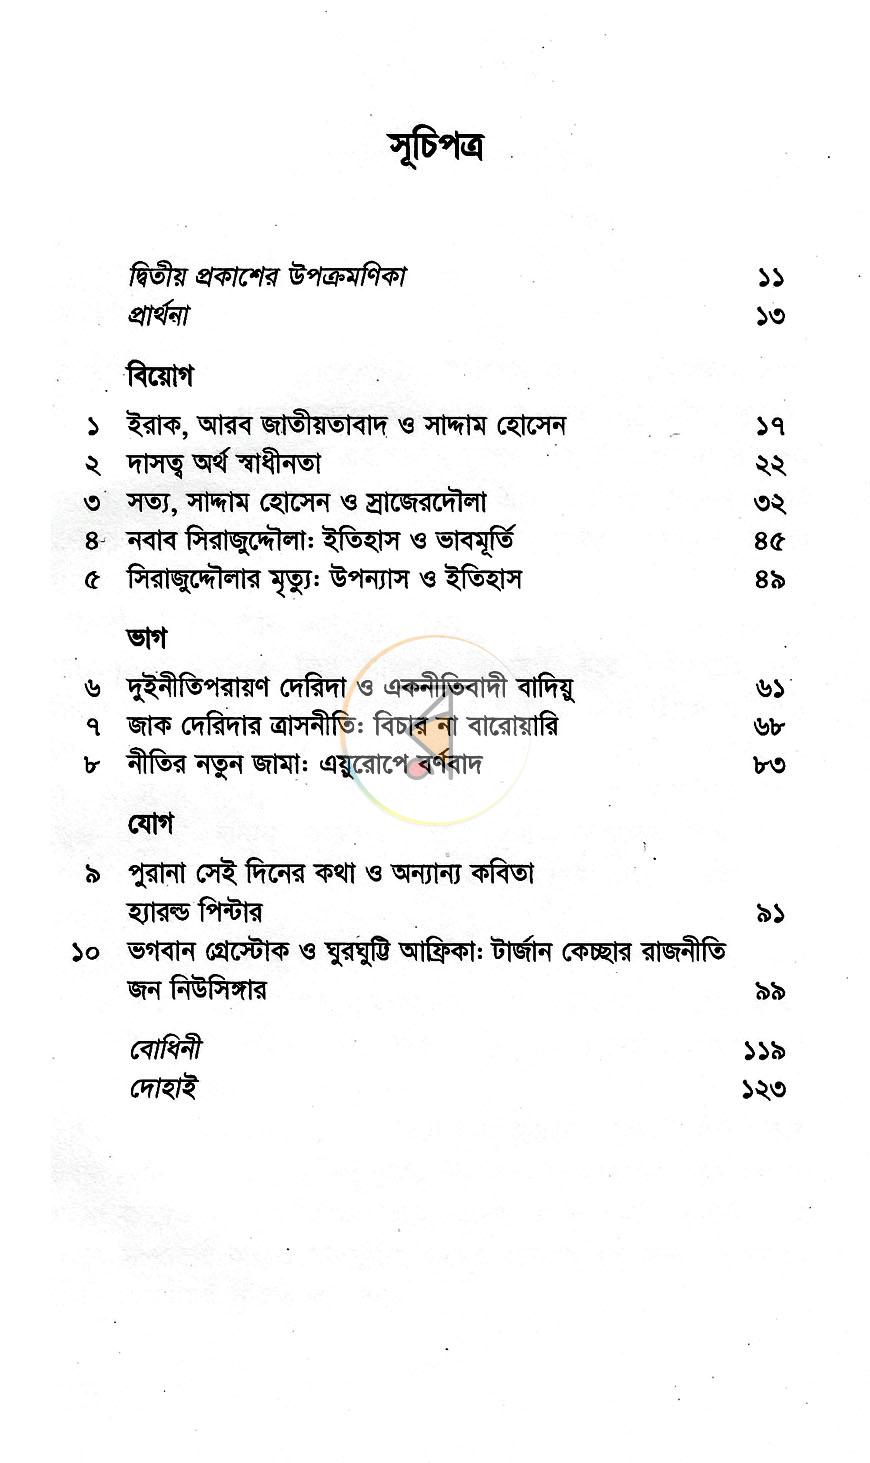 সূচিপত্র
দ্বিতীয় প্রকাশের উপক্রমণিকা ১১
প্রার্থনা ১৩
বিয়োগ
১ ইরাক, আরব জাতীয়তাবাদ ও সাদ্দাম হোসেন ১৭
২ দাসত্ব অর্থ স্বাধীনতা ২২
৩ সত্য, সাদ্দাম হোসেন ও স্রাজেরদৌলা ৩২
৪ নবাব সিরাজুদ্দৌলা: ইতিহাস ও ভাবমূর্তি ৪৫
৫ সিরাজুদ্দৌলার মৃত্যু: উপন্যাস ও ইতিহাস ৪৯
ভাগ
৬ দুইনীতিপরায়ণ দেরিদা ও একনীতিবাদী বাদিয়ু ৬১
৭ জাক দেরিদার ত্রাসনীতি: বিচার না বারোয়ারি ৬৮
৮ নীতির নতুন জামা: এয়ুরোপে বর্ণবাদ ৮৩
যোগ
৯ পুরানা সেই দিনের কথা ও অন্যান্য কবিতা
হ্যারল্ড পিন্টার ৯১
১০ ভগবান গ্রেস্টোক ও ঘুরঘুট্টি আফ্রিকা: টার্জান কেচ্ছার রাজনীতি
জন নিউসিঙ্গার ৯৯
বোধিনী ১১৯
দোহাই ১২৩